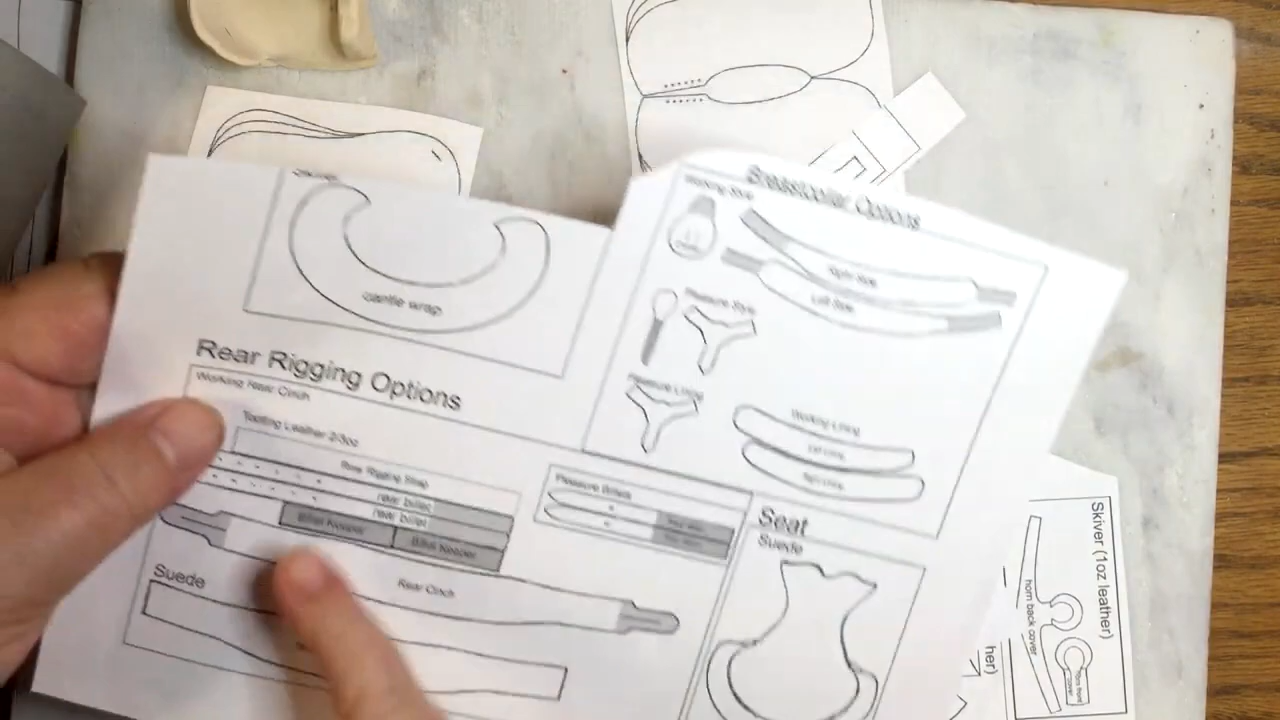 cantle wrap
Rear Rigging Options
Working Rear Cinch
Tooling Leather 2/3oz
Rear Rigging Strap
rear billet
rear billet
Billet Keeper
Billet Keeper
Rear Cinch
Suede
Breastcollar Options
Working Style
Right Side
Left Side
Pleasure Style
Pleasure Lining
Working Lining
Pleasure Billets
Seat
Suede
Skiver (1oz leather)
horn back cover
her)